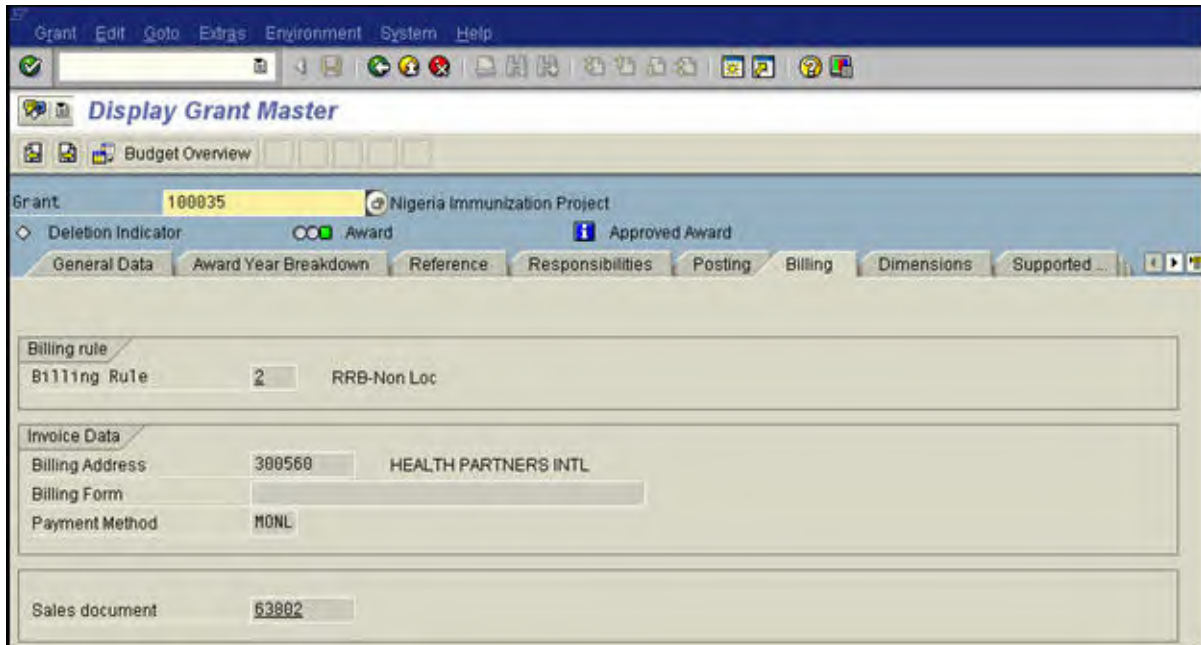 Grant Edit Goto Extras Environment System Help
Display Grant Master
Budget Overview
Grant 100035 Nigeria Immunization Project
Deletion Indicator Award Approved Award
General Data Award Year Breakdown Reference Responsibilities Posting Billing Dimensions Supported ...
Billing rule
Billing Rule 2 RRB-Non Loc
Invoice Data
Billing Address 300560 HEALTH PARTNERS INTL
Billing Form
Payment Method MONL
Sales document 63802